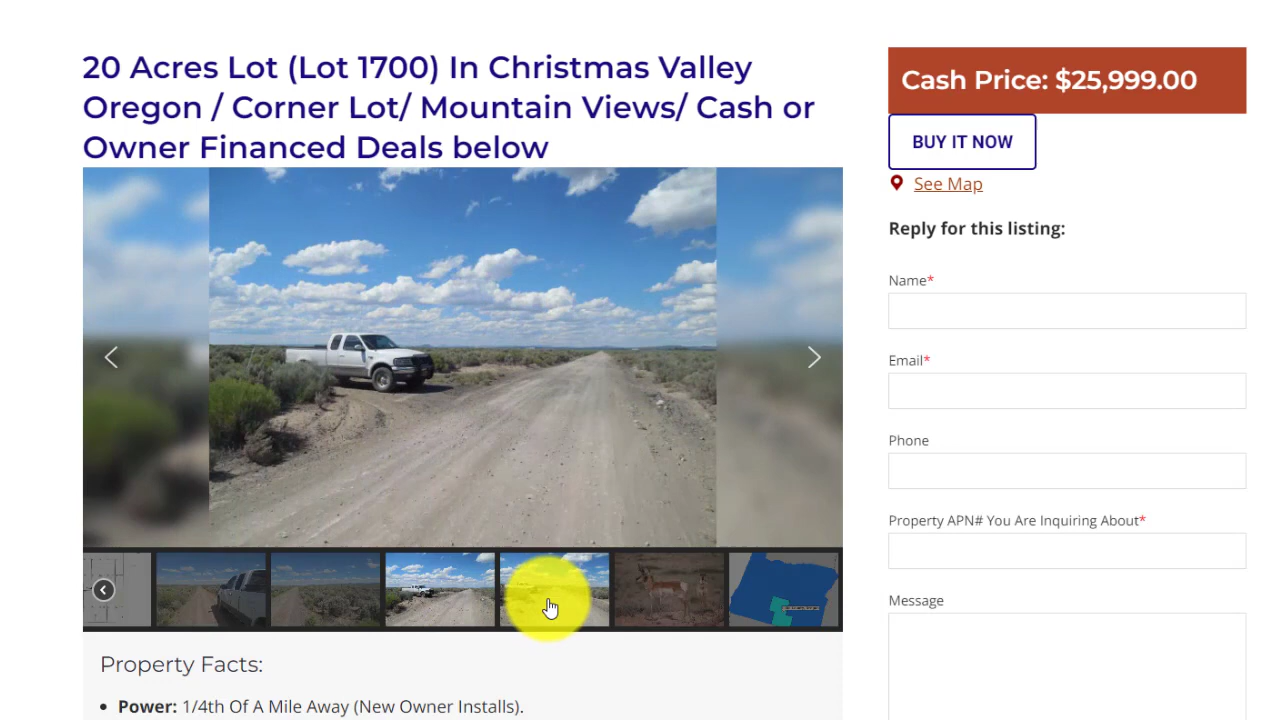 20 Acres Lot (Lot 1700) In Christmas Valley
Oregon / Corner Lot/ Mountain Views/ Cash or
Owner Financed Deals below
Cash Price: $25,999.00
BUY IT NOW
See Map
Reply for this listing:
Name*
Email*
Phone
Property APN# You Are Inquiring About*
Message
Property Facts:
• Power: 1/4th Of A Mile Away (New Owner Installs).